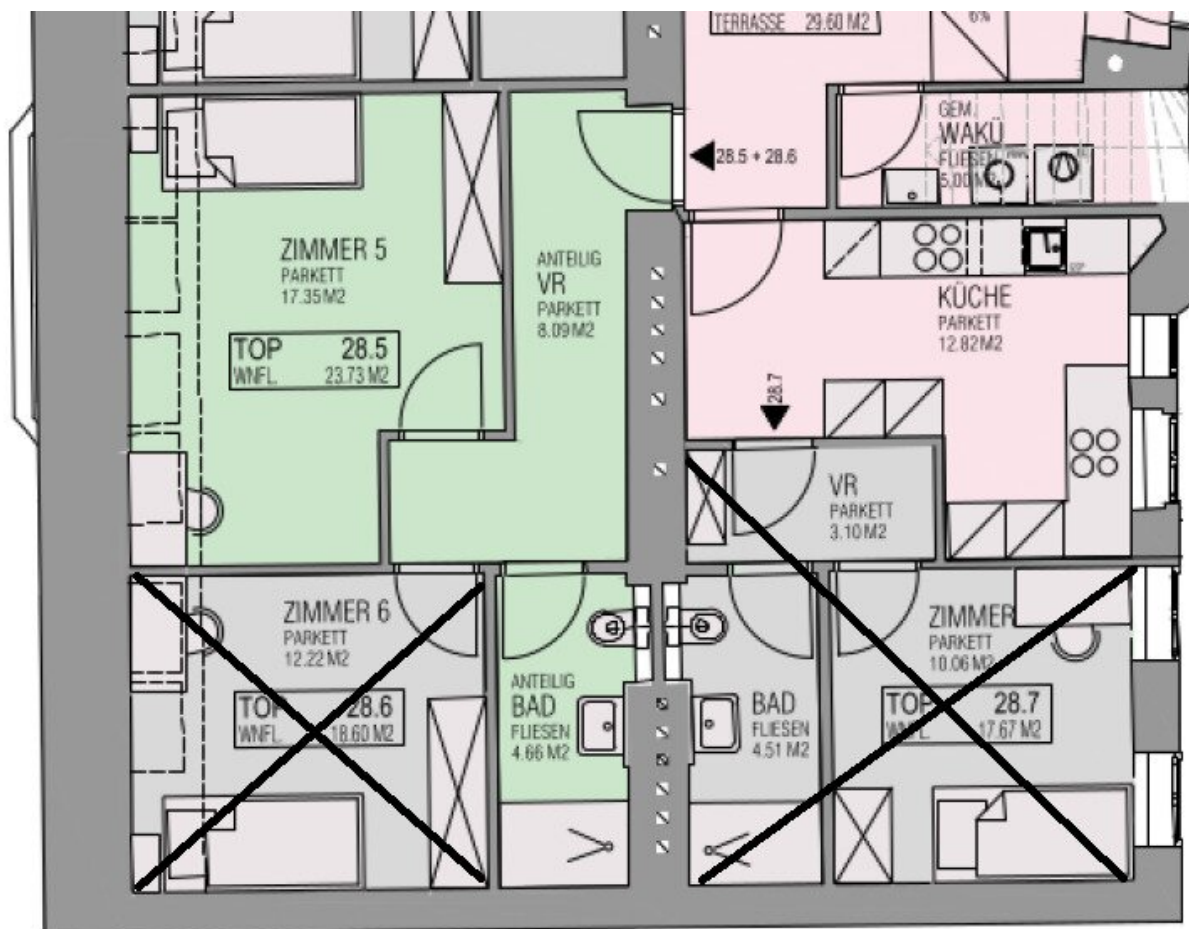 TERRASSE 29.60 M2
6%
GEM.
WAKÜ
FLIESEN
5.00 M2
28.5 + 28.6
ZIMMER 5
PARKETT
17.35 M2
TOP 28.5
WNFL. 23.73 M2
ANTEILIG
VR
PARKETT
8.09 M2
KÜCHE
PARKETT
12.82 M2
28.7
VR
PARKETT
3.10 M2
ZIMMER 6
PARKETT
12.22 M2
TOP 28.6
WNFL. 18.60 M2
ANTEILIG
BAD
FLIESEN
4.66 M2
BAD
FLIESEN
4.51 M2
ZIMMER
PARKETT
10.06 M2
TOP 28.7
WNFL. 17.67 M2